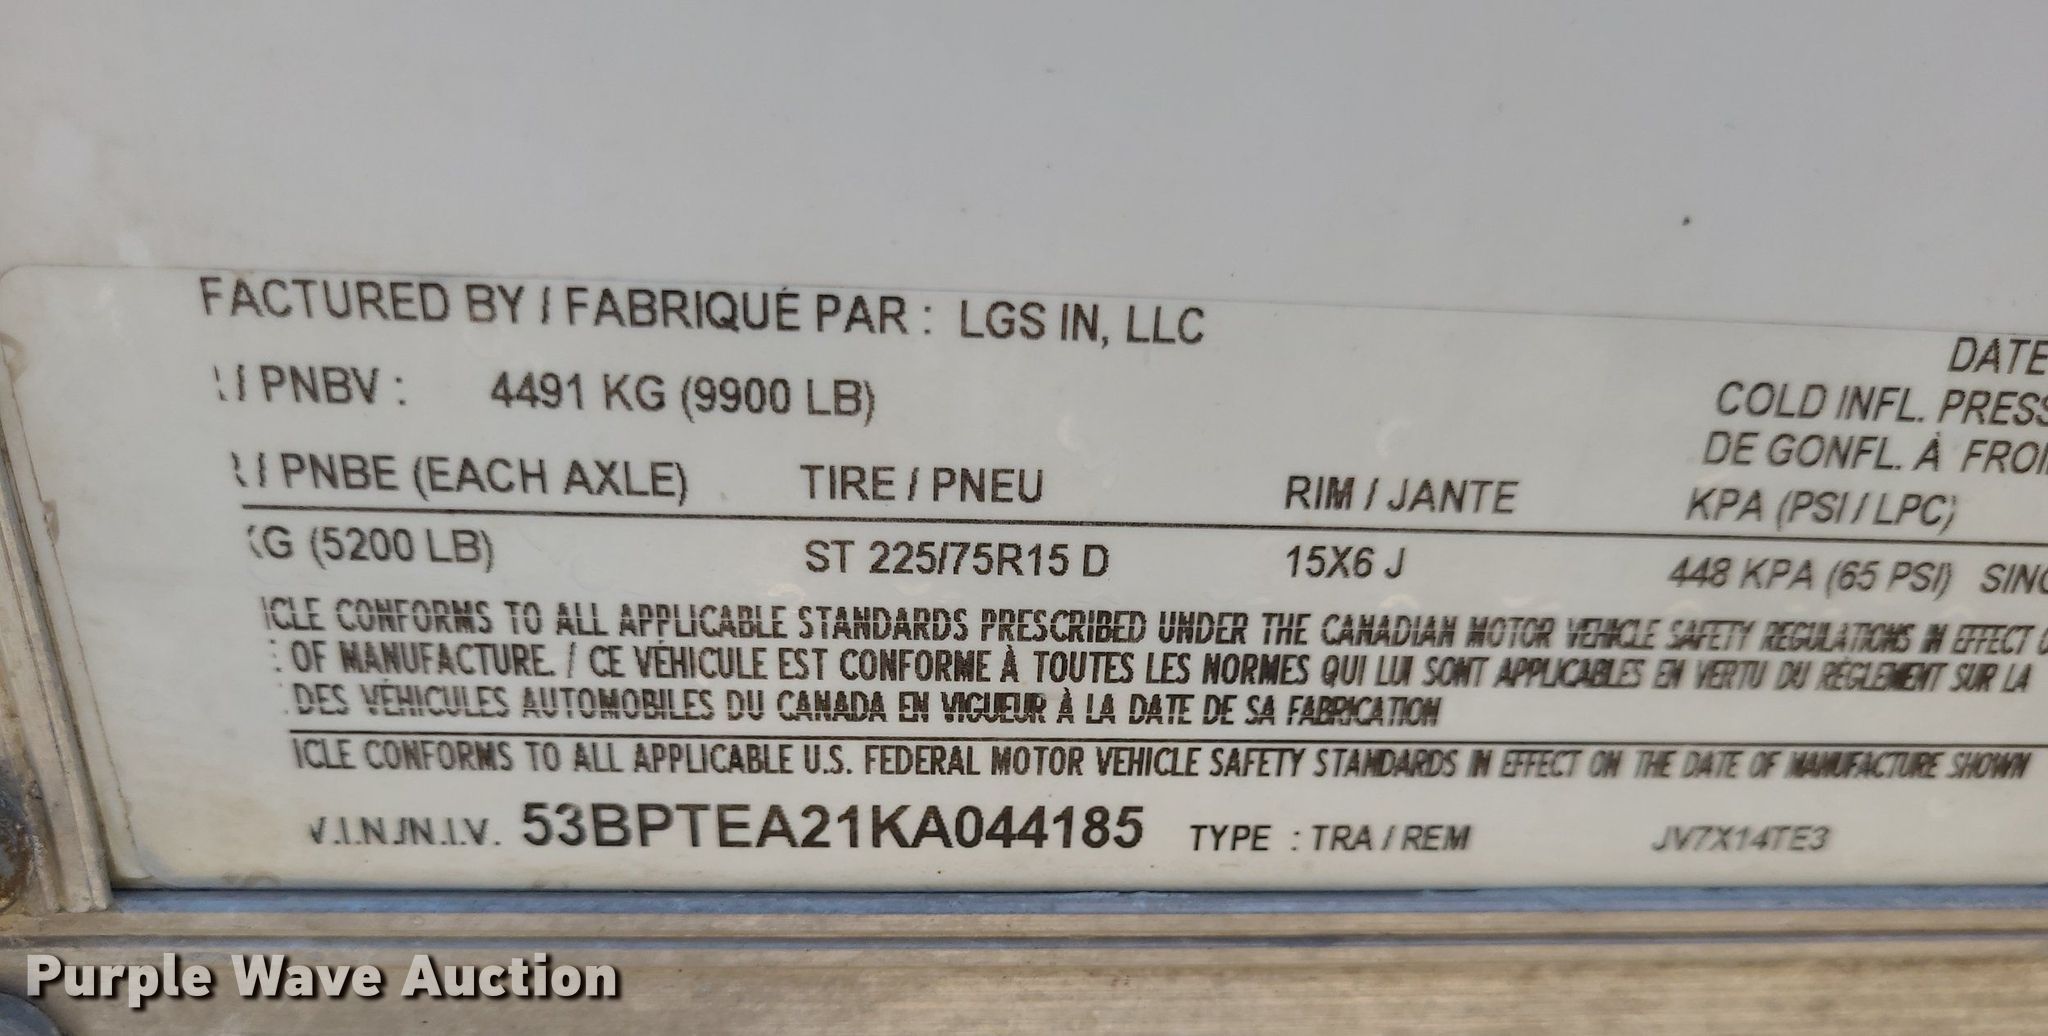 FACTURED BY / FABRIQUÉ PAR : LGS IN, LLC
DATE
/ PNBV : 4491 KG (9900 LB)
COLD INFL. PRESS
DE GONFL. À FROI
/ PNBE (EACH AXLE) TIRE / PNEU RIM / JANTE KPA (PSI / LPC)
KG (5200 LB) ST 225/75R15 D 15X6 J 448 KPA (65 PSI) SING
ICLE CONFORMS TO ALL APPLICABLE STANDARDS PRESCRIBED UNDER THE CANADIAN MOTOR VEHICLE SAFETY REGULATIONS IN EFFECT O
OF MANUFACTURE. / CE VÉHICULE EST CONFORME À TOUTES LES NORMES QUI LUI SONT APPLICABLES EN VERTU DU RÈGLEMENT SUR LA
DES VÉHICULES AUTOMOBILES DU CANADA EN VIGUEUR À LA DATE DE SA FABRICATION
ICLE CONFORMS TO ALL APPLICABLE U.S. FEDERAL MOTOR VEHICLE SAFETY STANDARDS IN EFFECT ON THE DATE OF MANUFACTURE SHOWN
V.I.N./N.I.V. 53BPTEA21KA044185 TYPE : TRA / REM JV7X14TE3
Purple Wave Auction